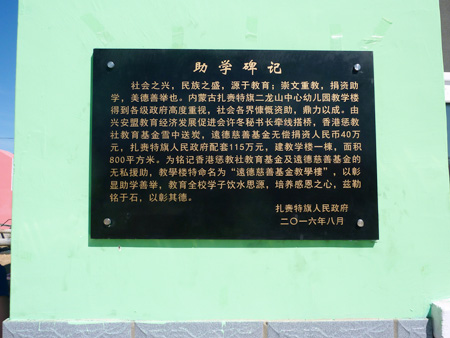 助学碑记
社会之兴，民族之盛，源于教育；崇文重教，捐资助
学，美德善举也。内蒙古扎赉特旗二龙山中心幼儿园教学楼
得到各级政府高度重视，社会各界慷慨资助，鼎力以成。由
兴安盟教育经济发展促进会许冬秘书长牵线搭桥，香港慈教
社教育基金雪中送炭，遠德慈善基金无偿捐资人民币40万
元，扎赉特旗人民政府配套115万元，建教学楼一栋，面积
800平方米。为铭记香港慈教社教育基金及遠德慈善基金的
无私援助，教學楼特命名为“遠德慈善基金教學樓”，以彰
显助学善举，教育全校学子饮水思源，培养感恩之心，兹勒
铭于石，以彰其德。
扎赉特旗人民政府
二〇一六年八月